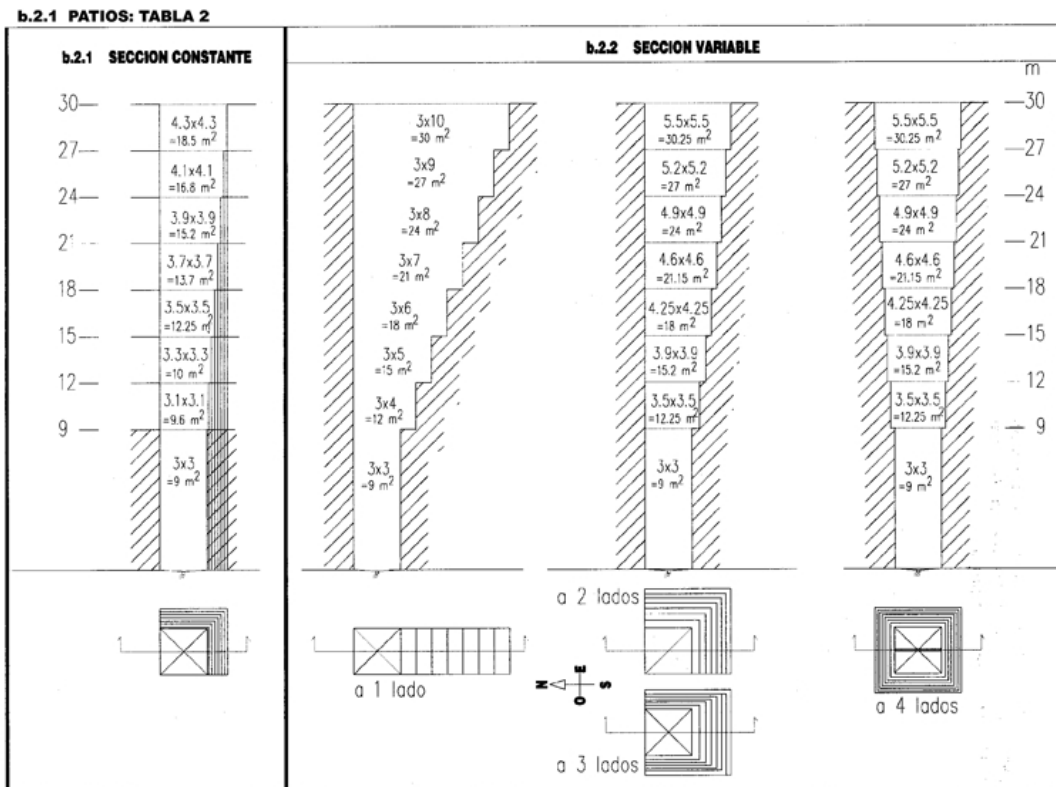 b.2.1 PATIOS: TABLA 2
b.2.1 SECCION CONSTANTE
30
4.3x4.3
=18.5 m²
27
4.1x4.1
=16.8 m²
24
3.9x3.9
=15.2 m²
21
3.7x3.7
=13.7 m²
18
3.5x3.5
=12.25 m²
15
3.3x3.3
=10 m²
12
3.1x3.1
=9.6 m²
9
3x3
=9 m²
b.2.2 SECCION VARIABLE
3x10
=30 m²
3x9
=27 m²
3x8
=24 m²
3x7
=21 m²
3x6
=18 m²
3x5
=15 m²
3x4
=12 m²
3x3
=9 m²
a 1 lado
5.5x5.5
=30.25 m²
5.2x5.2
=27 m²
4.9x4.9
=24 m²
4.6x4.6
=21.15 m²
4.25x4.25
=18 m²
3.9x3.9
=15.2 m²
3.5x3.5
=12.25 m²
3x3
=9 m²
a 2 lados
N E S O
a 3 lados
5.5x5.5
=30.25 m²
5.2x5.2
=27 m²
4.9x4.9
=24 m²
4.6x4.6
=21.15 m²
4.25x4.25
=18 m²
3.9x3.9
=15.2 m²
3.5x3.5
=12.25 m²
3x3
=9 m²
a 4 lados
m
30
27
24
21
18
15
12
9